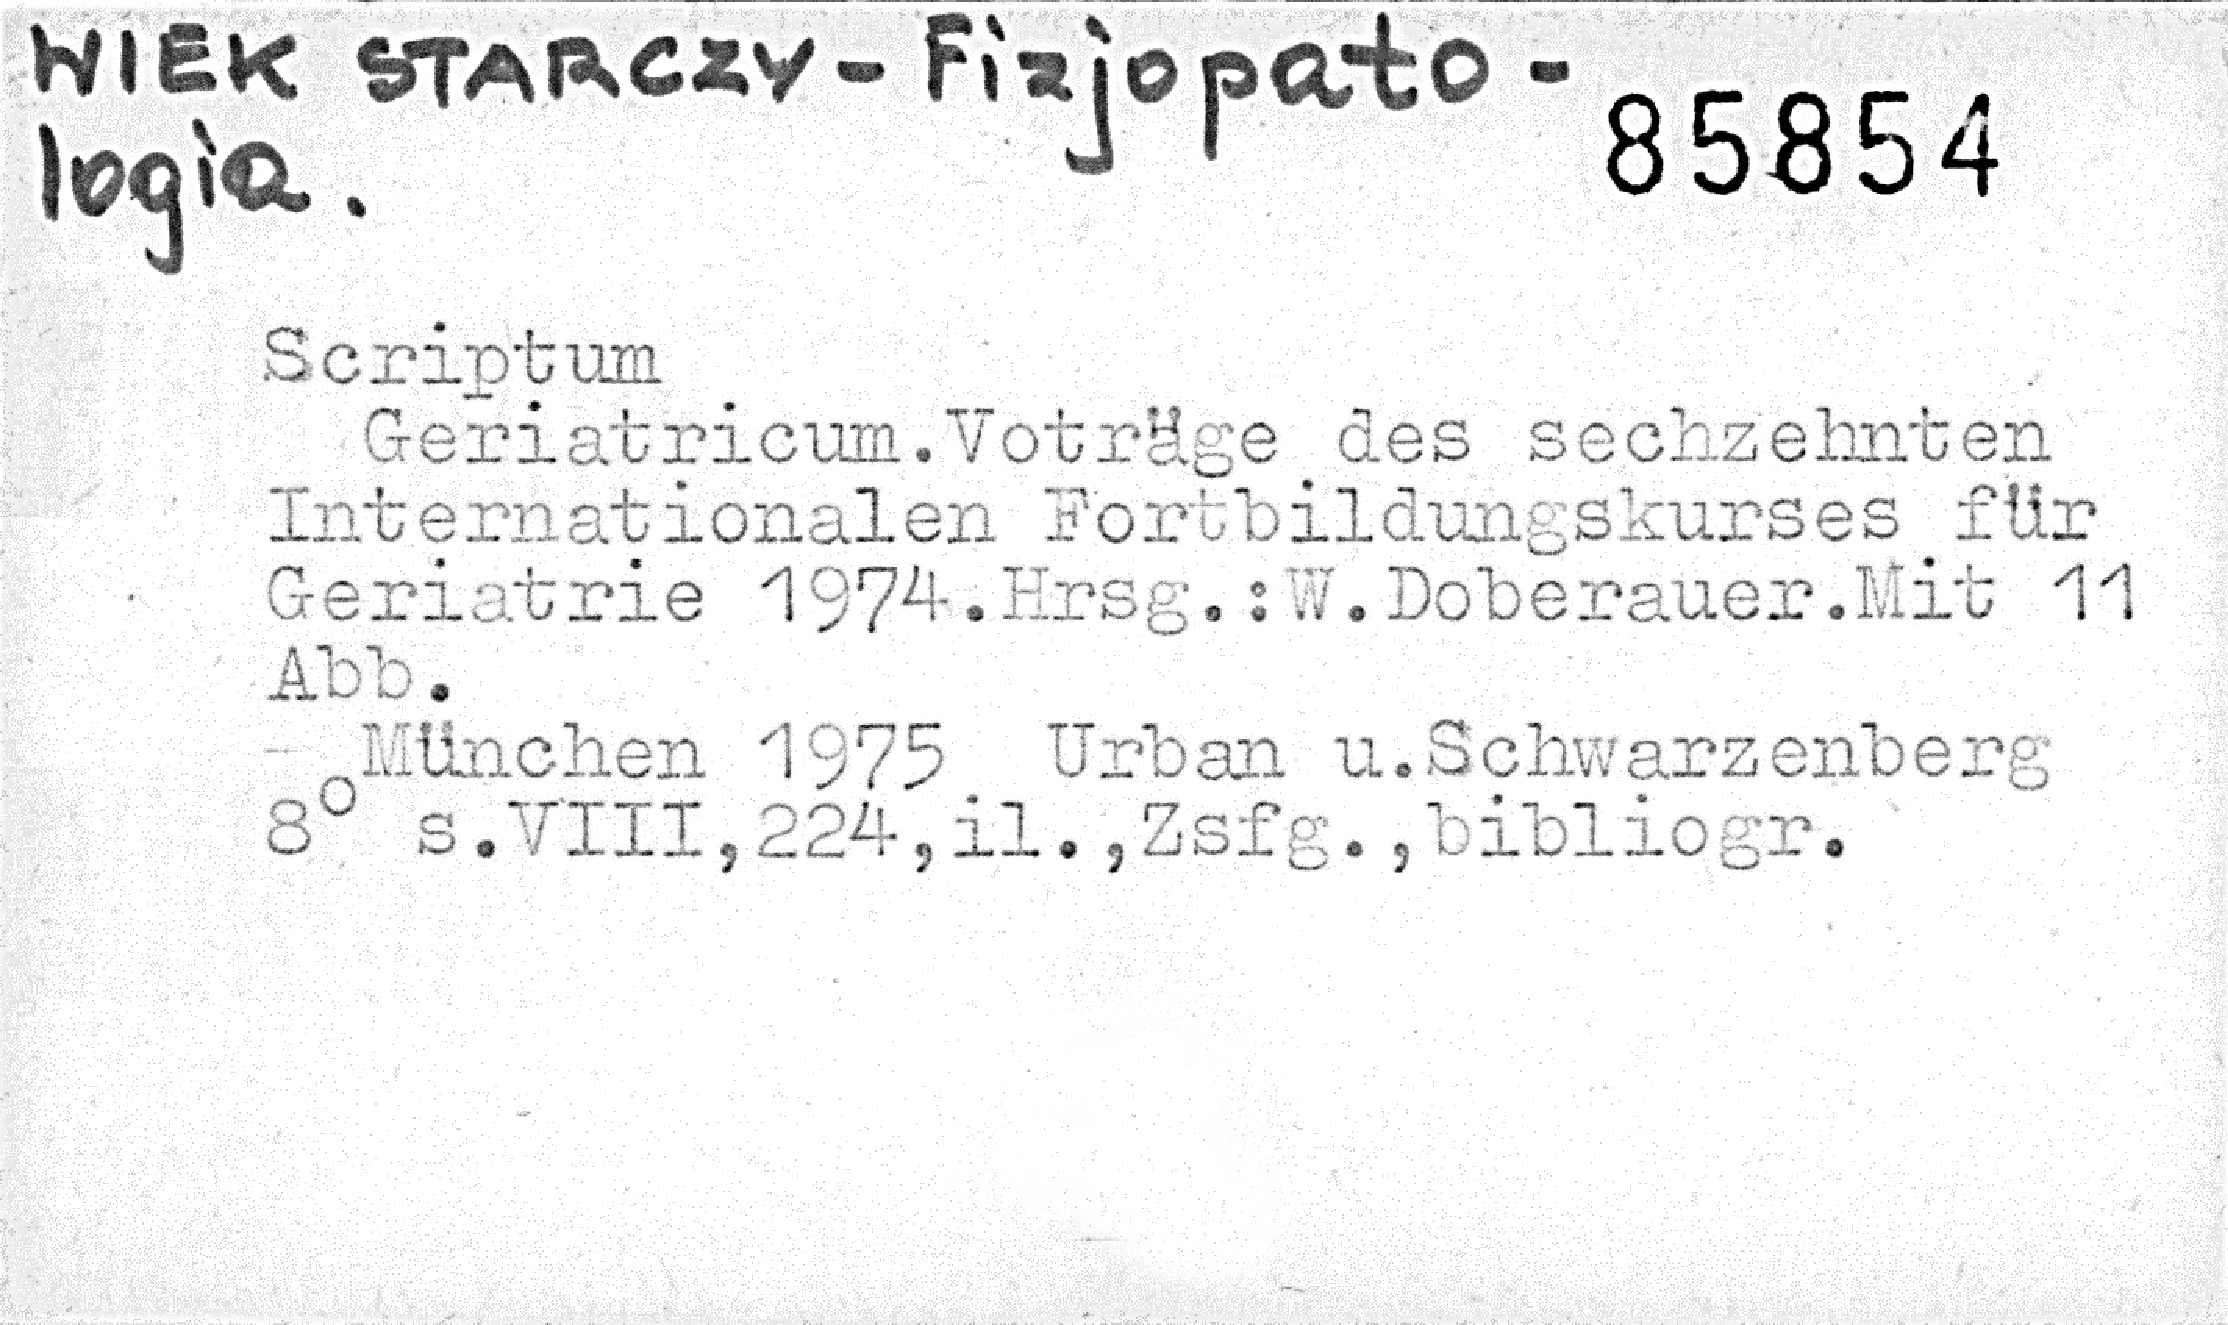 WIEK STARCZY - Fizjopato -
logia.
85854
Scriptum
Geriatricum.Voträge des sechzehnten
Internationalen Fortbildungskurses für
Geriatrie 1974.Hrsg.:W.Doberauer.Mit 11
Abb.
München 1975 Urban u.Schwarzenberg
8° s.VIII,224,il.,Zsfg.,bibliogr.